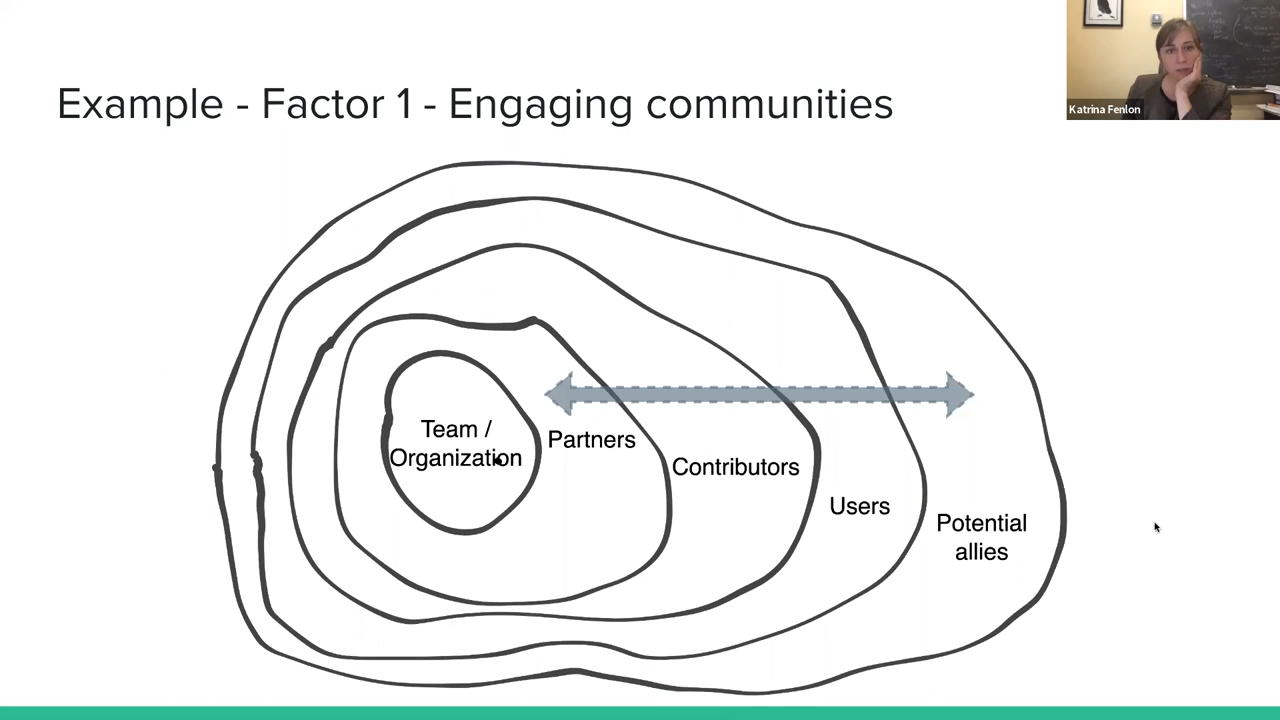 Example - Factor 1 - Engaging communities
Katrina Fenlon
Team /
Organization
Partners
Contributors
Users
Potential
allies